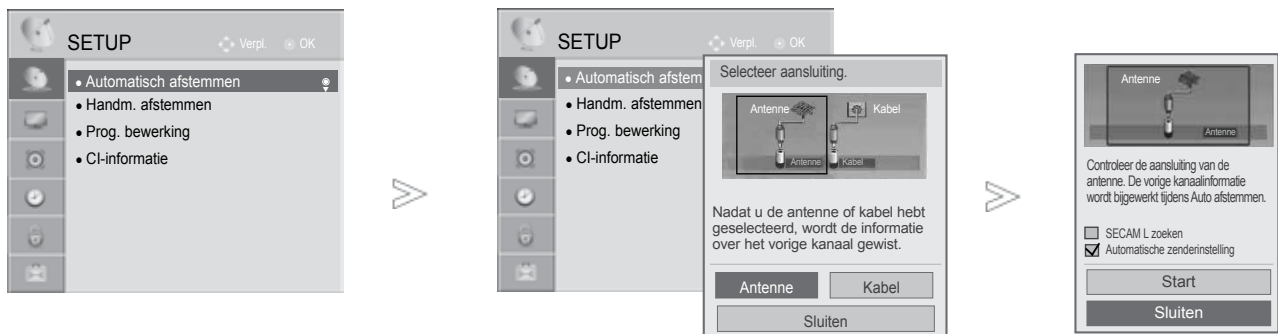 SETUP
Verpl. OK
• Automatisch afstemmen
• Handm. afstemmen
• Prog. bewerking
• CI-informatie
SETUP
Verpl. OK
• Automatisch afstem
• Handm. afstemmen
• Prog. bewerking
• CI-informatie
Selecteer aansluiting.
Antenne Kabel
Antenne Kabel
Nadat u de antenne of kabel hebt
geselecteerd, wordt de informatie
over het vorige kanaal gewist.
Antenne Kabel
Sluiten
Antenne
Antenne
Controleer de aansluiting van de
antenne. De vorige kanaalinformatie
wordt bijgewerkt tijdens Auto afstemmen.
SECAM L zoeken
Automatische zenderinstelling
Start
Sluiten